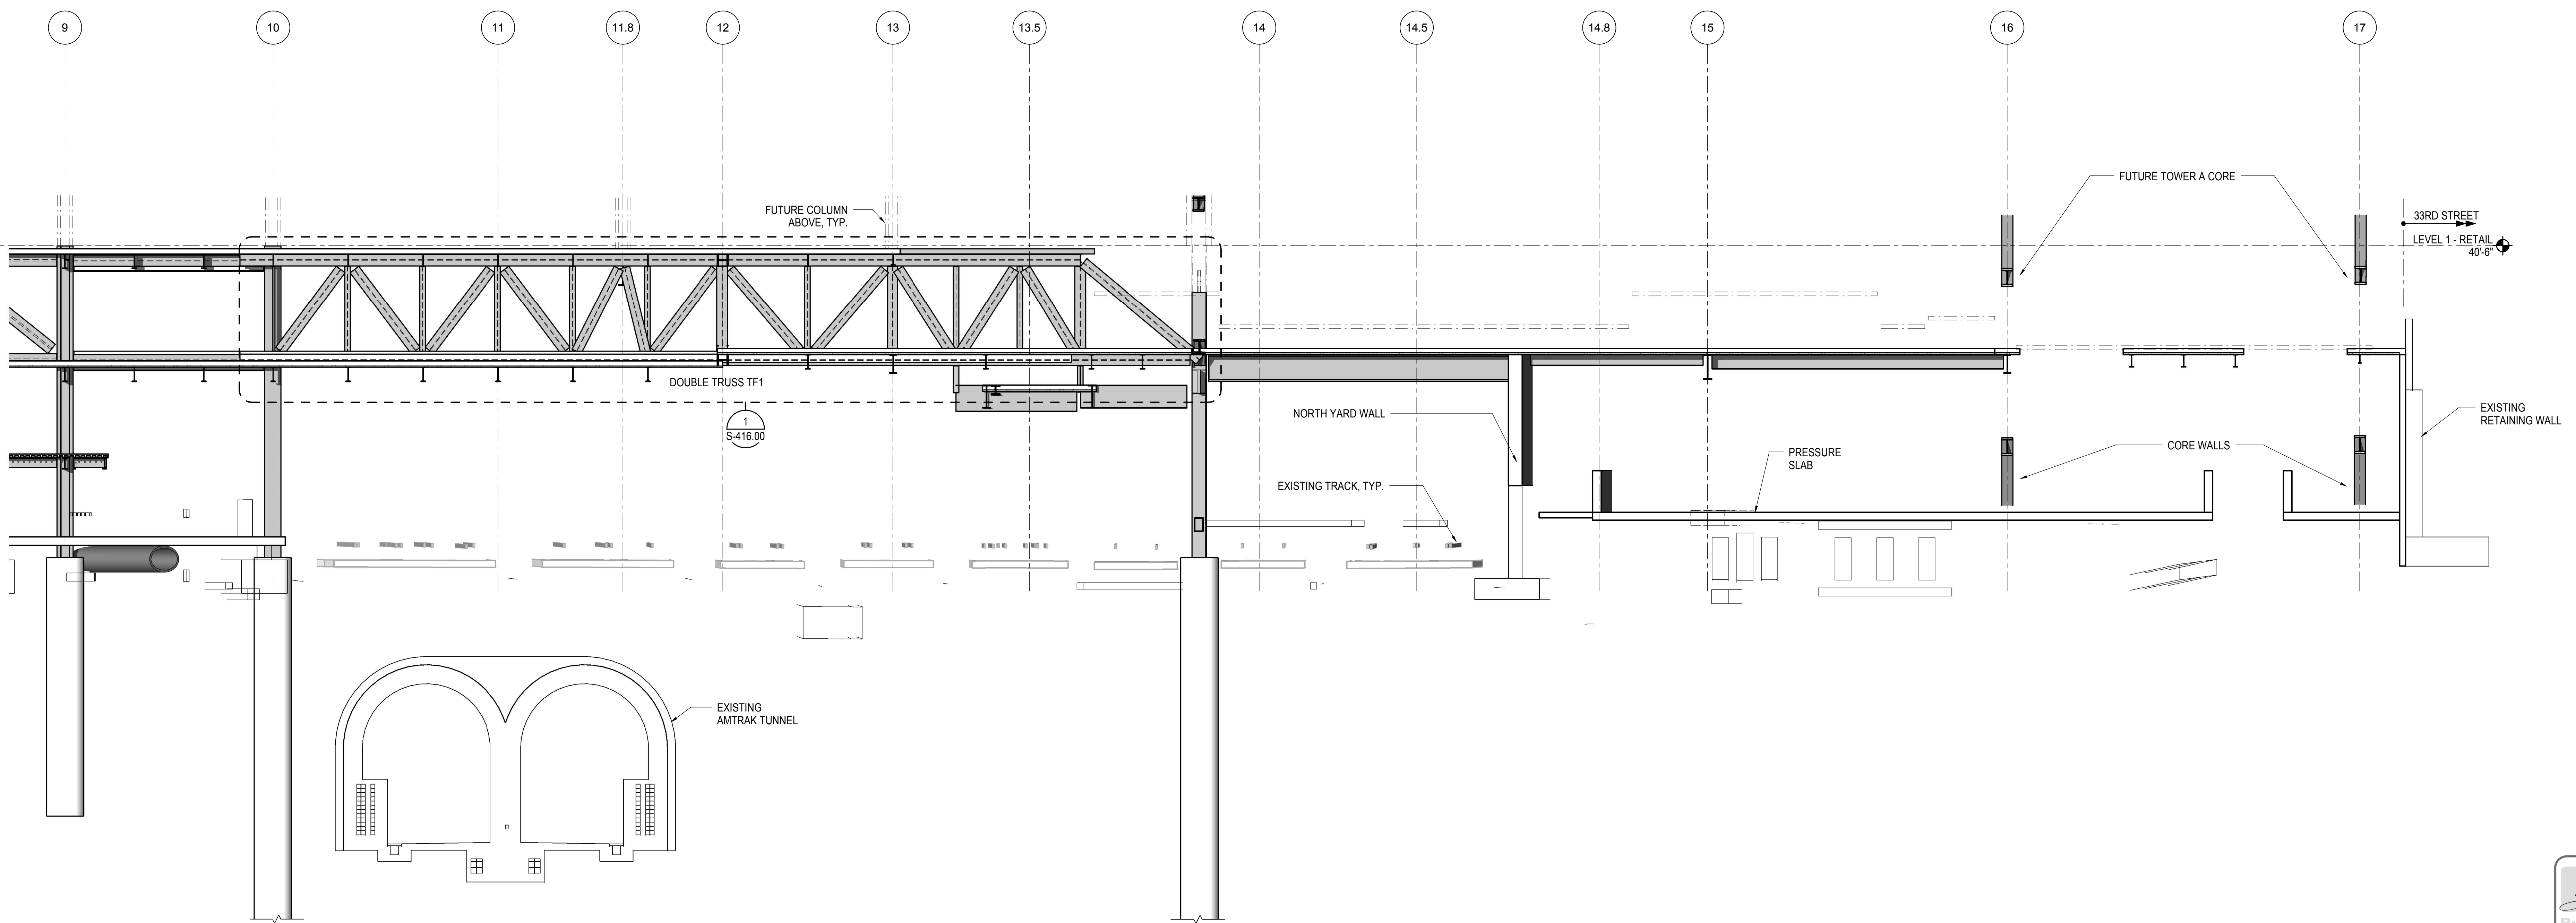 9
10
11
11.8
12
13
13.5
14
14.5
14.8
15
16
17
FUTURE TOWER A CORE
FUTURE COLUMN
ABOVE, TYP.
33RD STREET
LEVEL 1 - RETAIL
40'-6"
DOUBLE TRUSS TF1
1
S-416.00
NORTH YARD WALL
EXISTING
RETAINING WALL
CORE WALLS
PRESSURE
SLAB
EXISTING TRACK, TYP.
EXISTING
AMTRAK TUNNEL